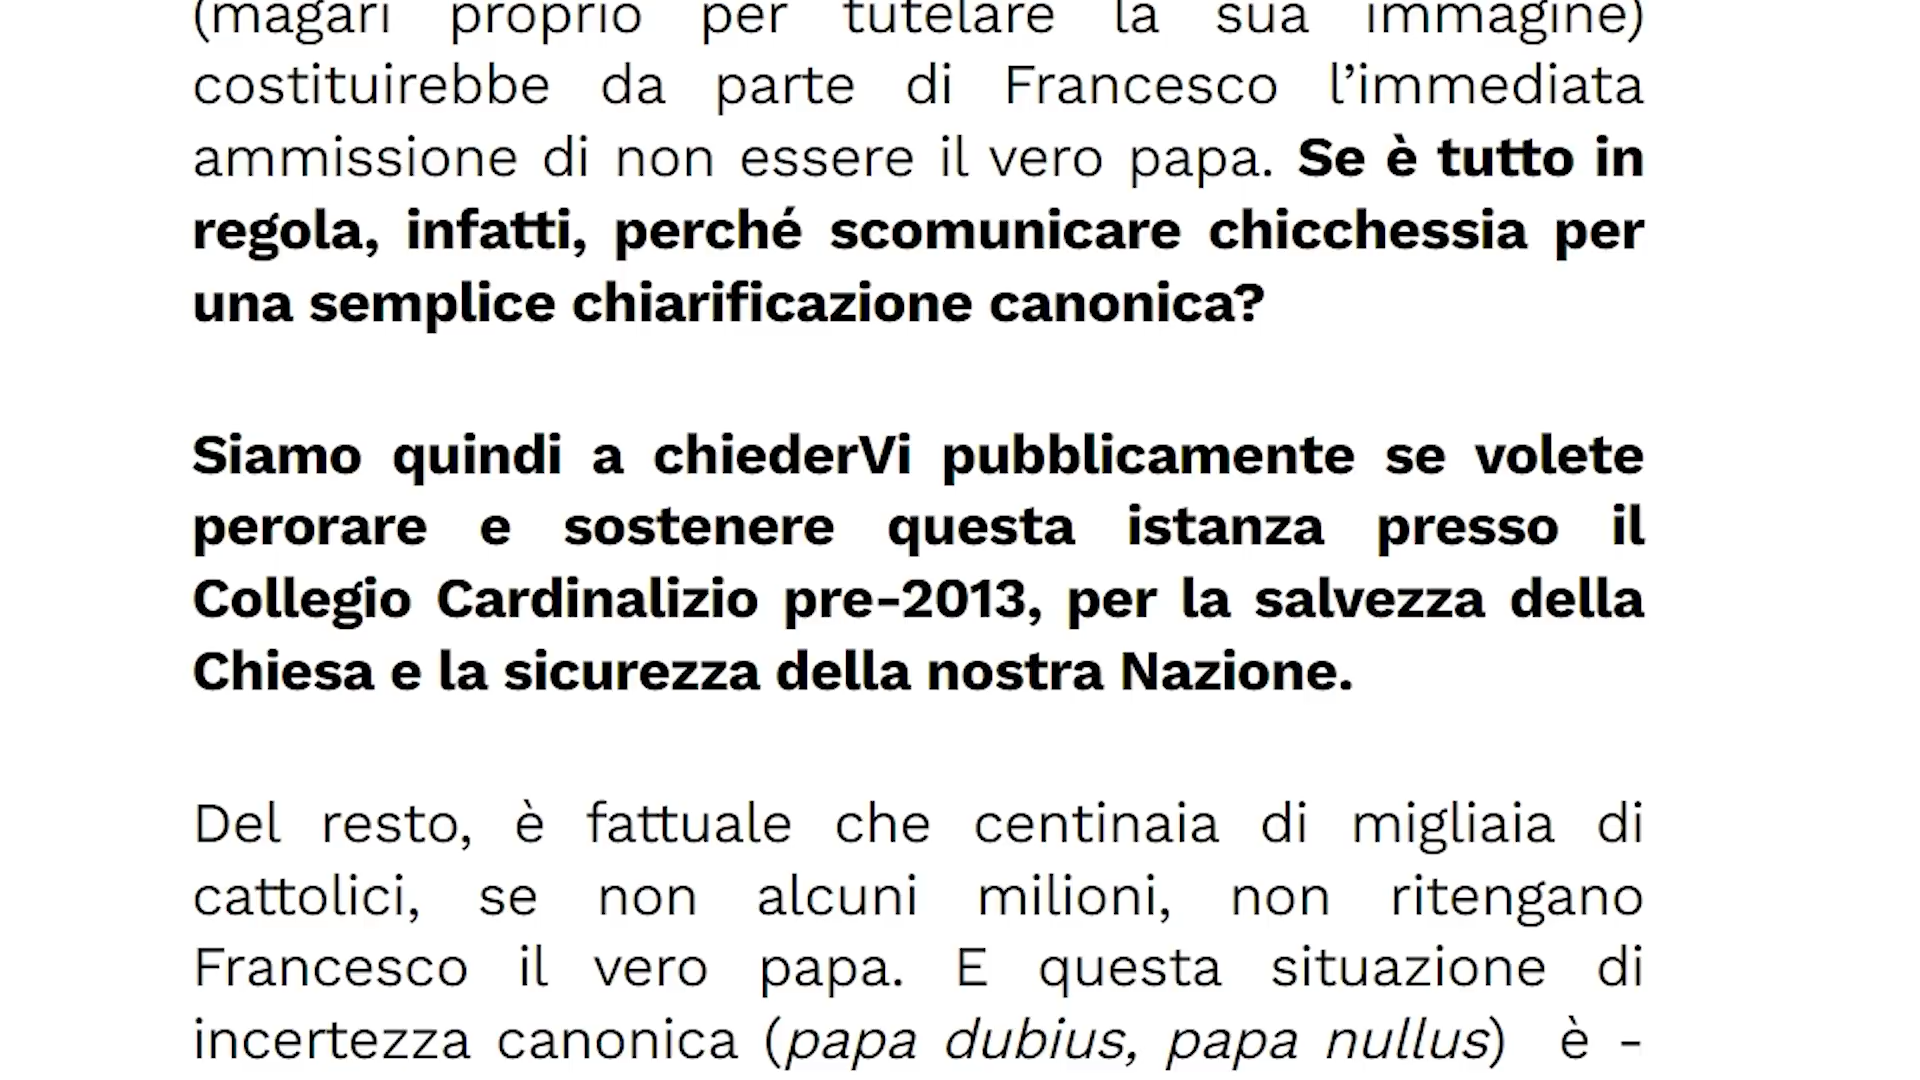 (magari proprio per tutelare la sua immagine)
costituirebbe da parte di Francesco l’immediata
ammissione di non essere il vero papa. Se è tutto in
regola, infatti, perché scomunicare chicchessia per
una semplice chiarificazione canonica?
Siamo quindi a chiederVi pubblicamente se volete
perorare e sostenere questa istanza presso il
Collegio Cardinalizio pre-2013, per la salvezza della
Chiesa e la sicurezza della nostra Nazione.
Del resto, è fattuale che centinaia di migliaia di
cattolici, se non alcuni milioni, non ritengano
Francesco il vero papa. E questa situazione di
incertezza canonica (papa dubius, papa nullus) è -